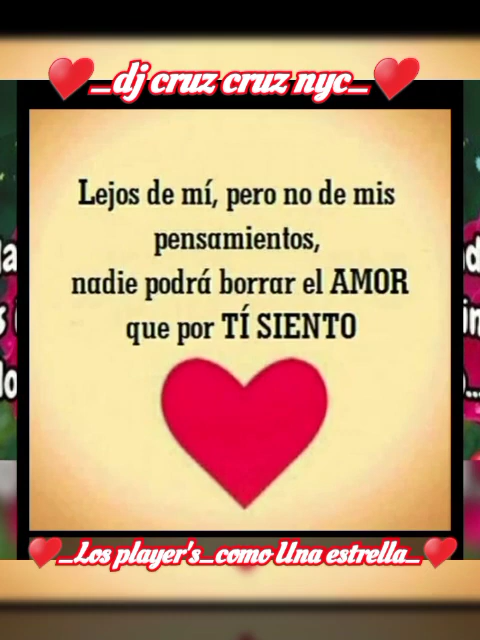 ❤️_dj cruz cruz nyc_❤️
Lejos de mí, pero no de mis
pensamientos,
nadie podrá borrar el AMOR
que por TÍ SIENTO
❤️_Los player's_como Una estrella_❤️